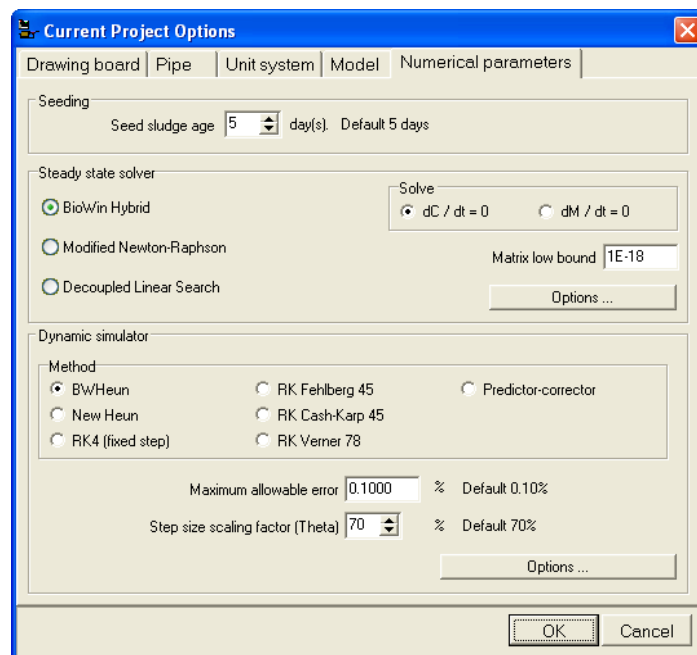 Current Project Options
Drawing board Pipe Unit system Model Numerical parameters
Seeding
Seed sludge age 5 day(s). Default 5 days
Steady state solver
Solve
BioWin Hybrid
dC / dt = 0 dM / dt = 0
Modified Newton-Raphson
Matrix low bound 1E-18
Decoupled Linear Search
Options ...
Dynamic simulator
Method
BWHeun RK Fehlberg 45 Predictor-corrector
New Heun RK Cash-Karp 45
RK4 (fixed step) RK Verner 78
Maximum allowable error 0.1000 % Default 0.10%
Step size scaling factor (Theta) 70 % Default 70%
Options ...
OK Cancel